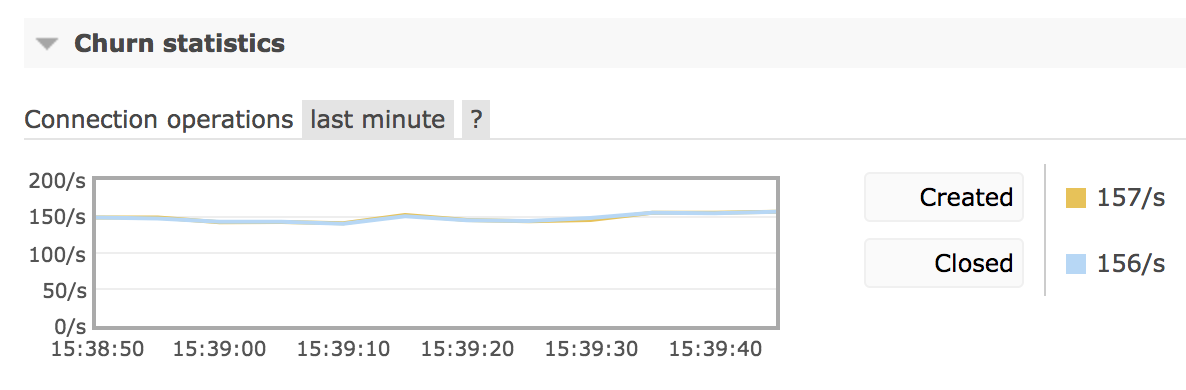 Churn statistics
Connection operations last minute ?
200/s
150/s
100/s
50/s
0/s
15:38:50 15:39:00 15:39:10 15:39:20 15:39:30 15:39:40
Created 157/s
Closed 156/s